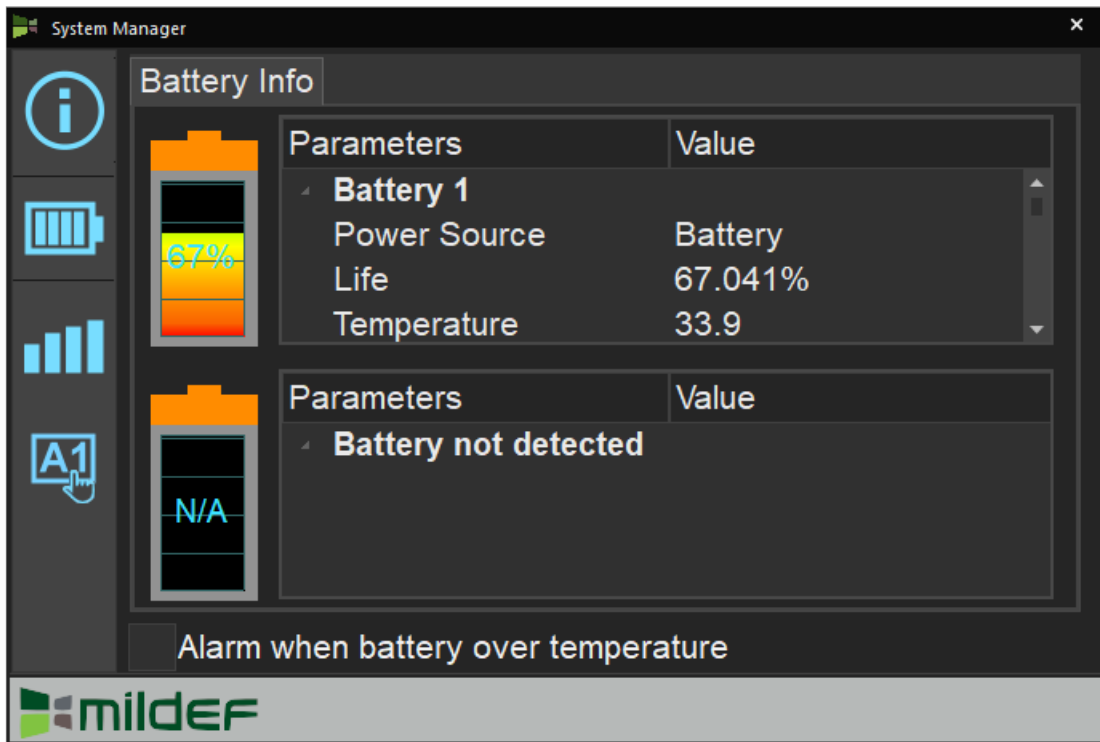 System Manager
Battery Info
Parameters Value
Battery 1
Power Source Battery
Life 67.041%
Temperature 33.9
67%
Parameters Value
Battery not detected
N/A
A1
Alarm when battery over temperature
mildef